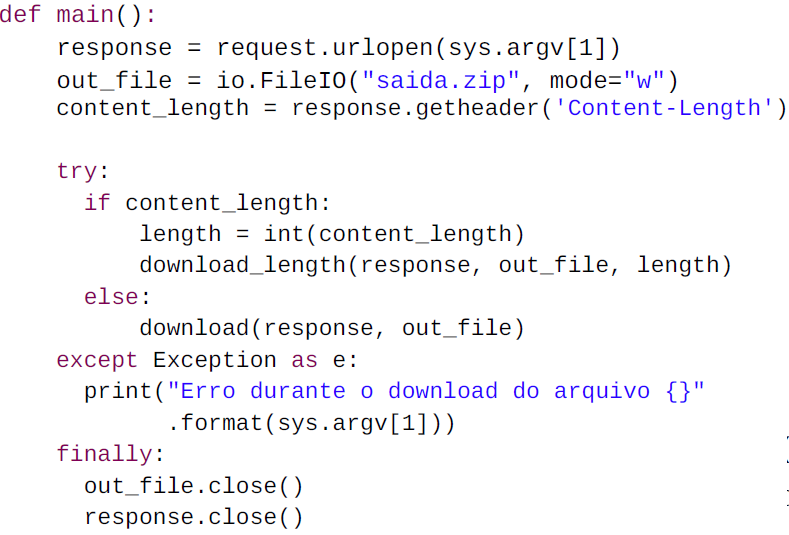 def main():
    response = request.urlopen(sys.argv[1])
    out_file = io.FileIO("saida.zip", mode="w")
    content_length = response.getheader('Content-Length')

    try:
      if content_length:
          length = int(content_length)
          download_length(response, out_file, length)
      else:
          download(response, out_file)
    except Exception as e:
      print("Erro durante o download do arquivo {}"
            .format(sys.argv[1]))
    finally:
      out_file.close()
      response.close()